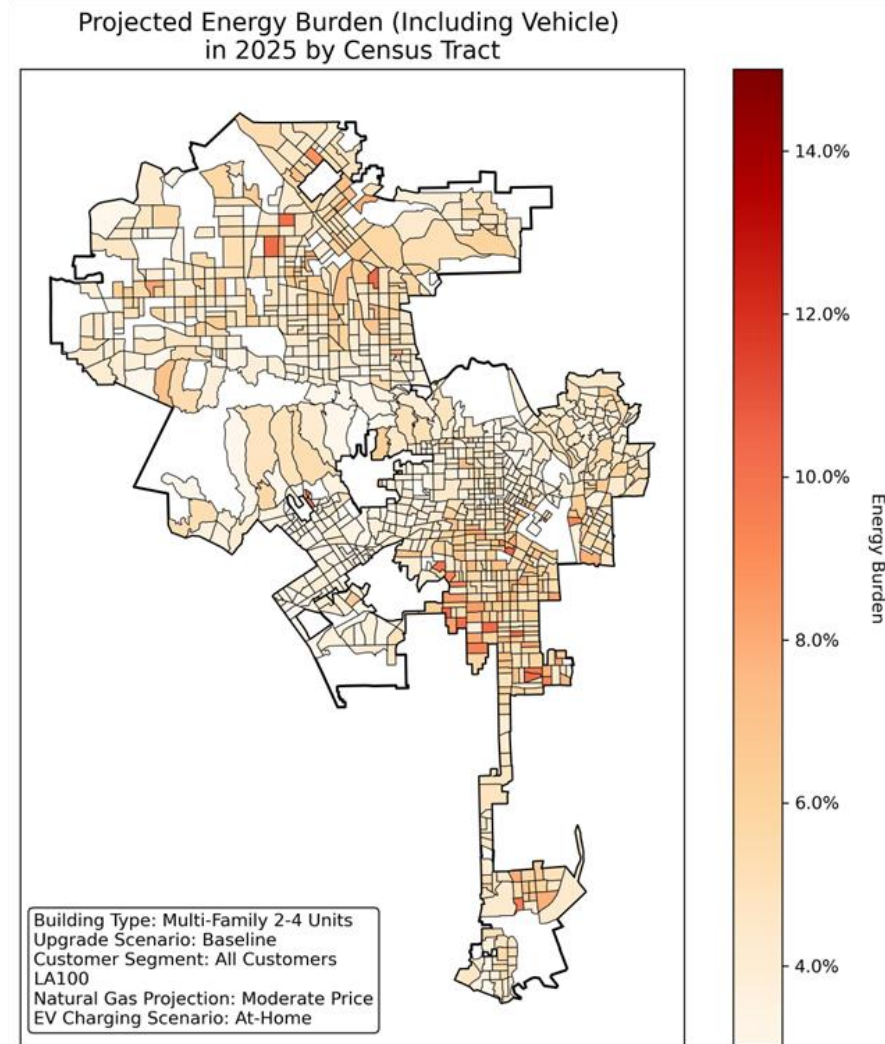 Projected Energy Burden (Including Vehicle)
in 2025 by Census Tract
14.0%
12.0%
10.0%
8.0%
6.0%
4.0%
Energy Burden
Building Type: Multi-Family 2-4 Units
Upgrade Scenario: Baseline
Customer Segment: All Customers
LA100
Natural Gas Projection: Moderate Price
EV Charging Scenario: At-Home